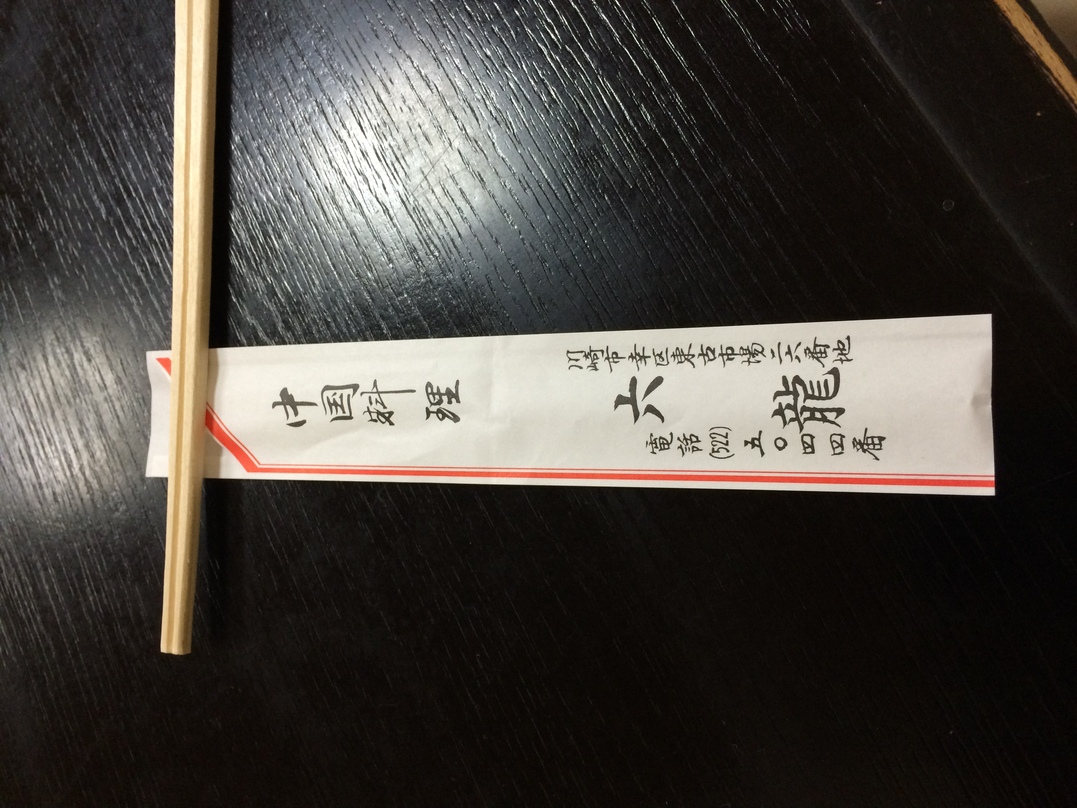 中国料理
川崎市幸区東古市場二六番地
六龍
電話(522)五〇四四番